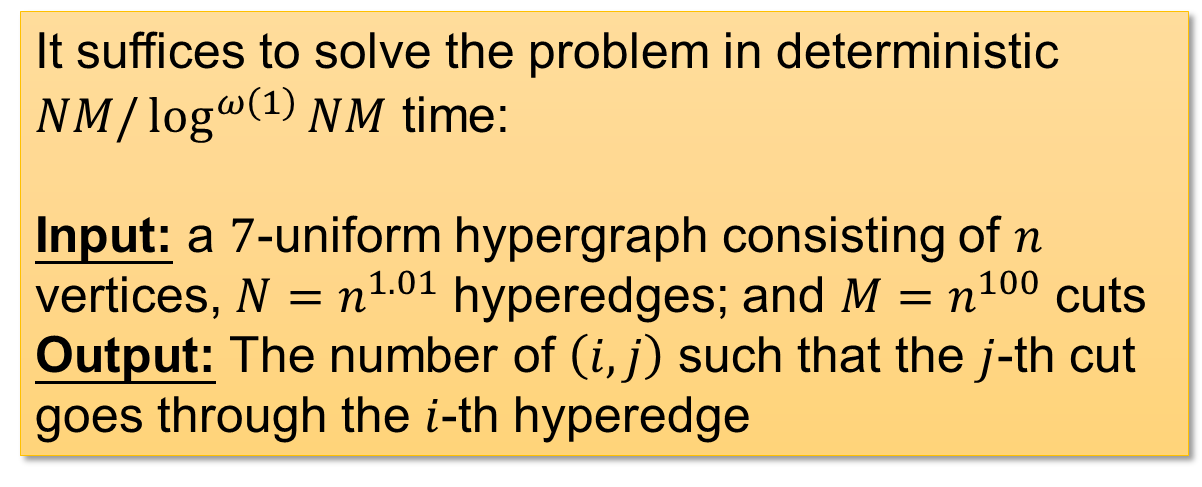 It suffices to solve the problem in deterministic
𝑁𝑀/ log^{𝜔(1)} 𝑁𝑀 time:
Input: a 7-uniform hypergraph consisting of 𝑛
vertices, 𝑁 = 𝑛^{1.01} hyperedges; and 𝑀 = 𝑛^{100} cuts
Output: The number of (𝑖, 𝑗) such that the 𝑗-th cut
goes through the 𝑖-th hyperedge